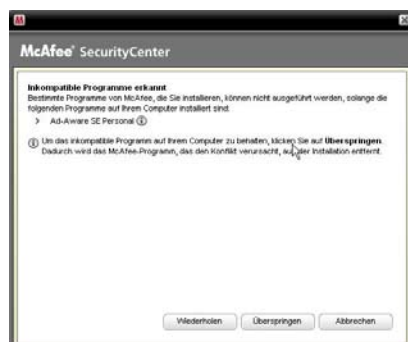 McAfee® SecurityCenter
Inkompatible Programme erkannt
Bestimmte Programme von McAfee, die Sie installieren, können nicht ausgeführt werden, solange die
folgenden Programme auf Ihrem Computer installiert sind:
> Ad-Aware SE Personal
Um das inkompatible Programm auf Ihrem Computer zu behalten, klicken Sie auf Überspringen.
Dadurch wird das McAfee-Programm, das den Konflikt verursacht, aus der Installation entfernt.
Wiederholen Überspringen Abbrechen